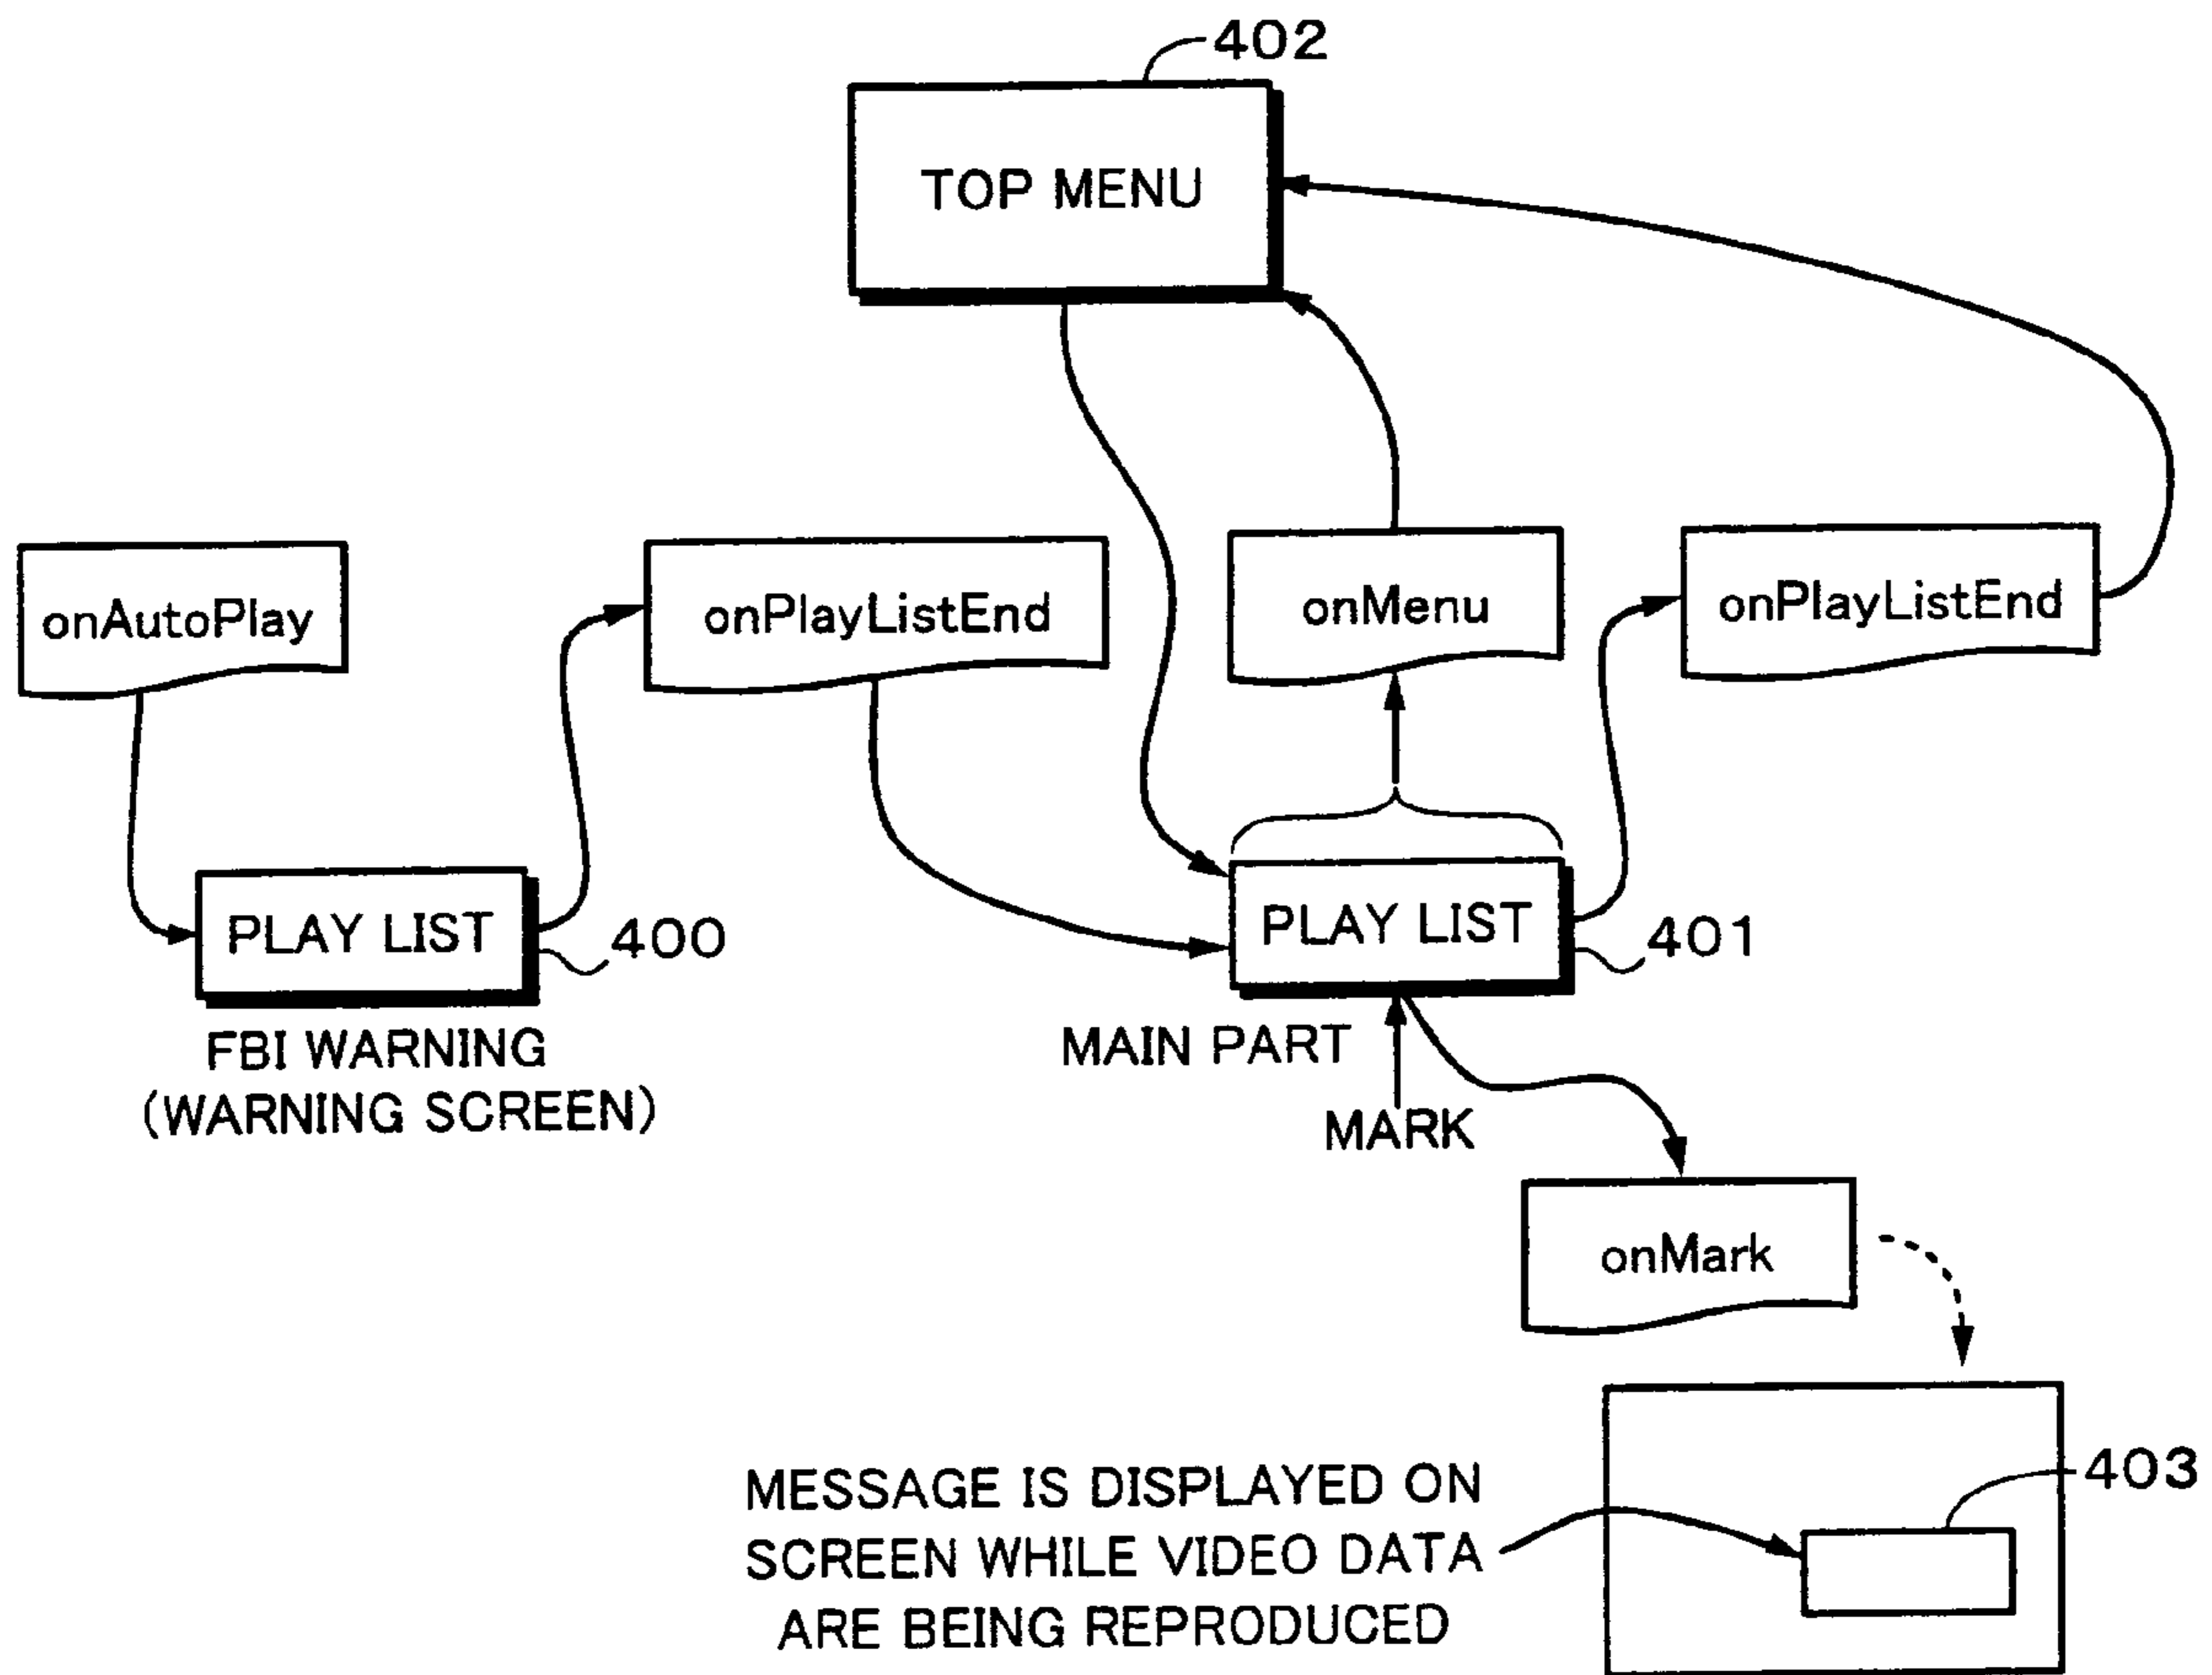 402
TOP MENU
onAutoPlay
onPlayListEnd
onMenu
onPlayListEnd
PLAY LIST
400
PLAY LIST
401
FBI WARNING
(WARNING SCREEN)
MAIN PART
MARK
onMark
403
MESSAGE IS DISPLAYED ON
SCREEN WHILE VIDEO DATA
ARE BEING REPRODUCED